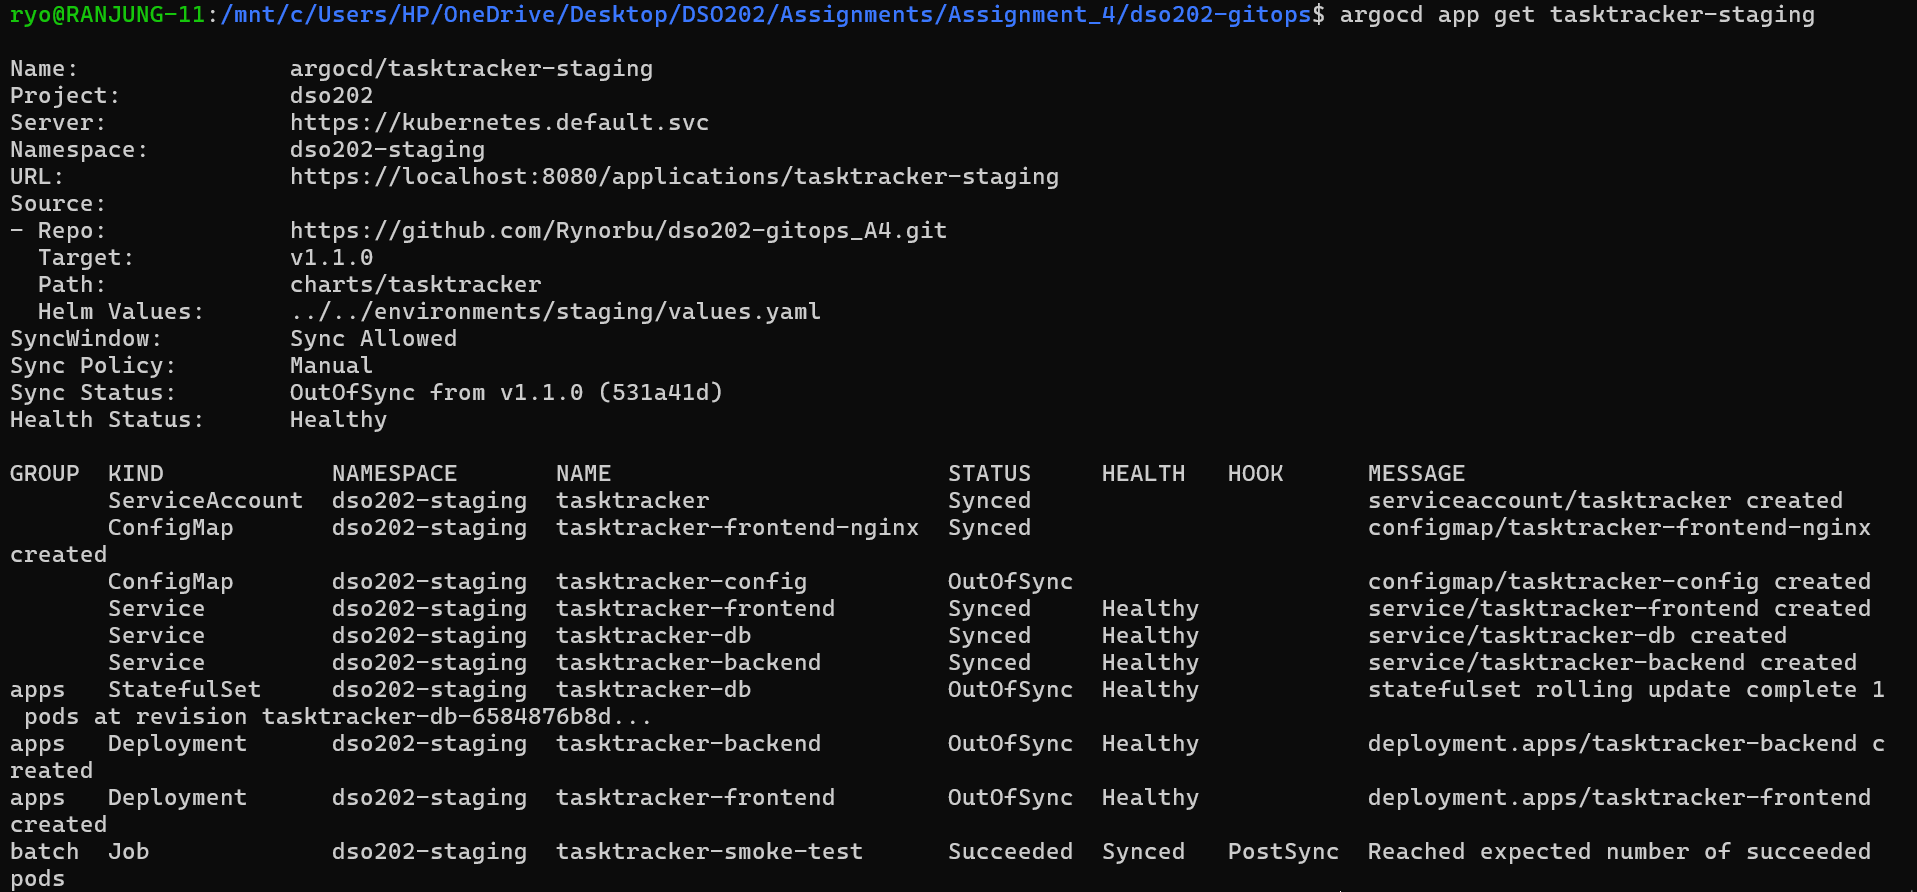 ryo@RANJUNG-11:/mnt/c/Users/HP/OneDrive/Desktop/DSO202/Assignments/Assignment_4/dso202-gitops$ argocd app get tasktracker-staging
Name:               argocd/tasktracker-staging
Project:            dso202
Server:             https://kubernetes.default.svc
Namespace:          dso202-staging
URL:                https://localhost:8080/applications/tasktracker-staging
Source:
- Repo:             https://github.com/Rynorbu/dso202-gitops_A4.git
  Target:           v1.1.0
  Path:             charts/tasktracker
  Helm Values:      ../../environments/staging/values.yaml
SyncWindow:         Sync Allowed
Sync Policy:        Manual
Sync Status:        OutOfSync from v1.1.0 (531a41d)
Health Status:      Healthy
GROUP  KIND            NAMESPACE       NAME                        STATUS     HEALTH   HOOK      MESSAGE
       ServiceAccount  dso202-staging  tasktracker                 Synced                        serviceaccount/tasktracker created
       ConfigMap       dso202-staging  tasktracker-frontend-nginx  Synced                        configmap/tasktracker-frontend-nginx
created
       ConfigMap       dso202-staging  tasktracker-config          OutOfSync                     configmap/tasktracker-config created
       Service         dso202-staging  tasktracker-frontend        Synced     Healthy            service/tasktracker-frontend created
       Service         dso202-staging  tasktracker-db              Synced     Healthy            service/tasktracker-db created
       Service         dso202-staging  tasktracker-backend         Synced     Healthy            service/tasktracker-backend created
apps   StatefulSet     dso202-staging  tasktracker-db              OutOfSync  Healthy            statefulset rolling update complete 1
 pods at revision tasktracker-db-6584876b8d...
apps   Deployment      dso202-staging  tasktracker-backend         OutOfSync  Healthy            deployment.apps/tasktracker-backend c
reated
apps   Deployment      dso202-staging  tasktracker-frontend        OutOfSync  Healthy            deployment.apps/tasktracker-frontend
created
batch  Job             dso202-staging  tasktracker-smoke-test      Succeeded  Synced   PostSync  Reached expected number of succeeded
pods